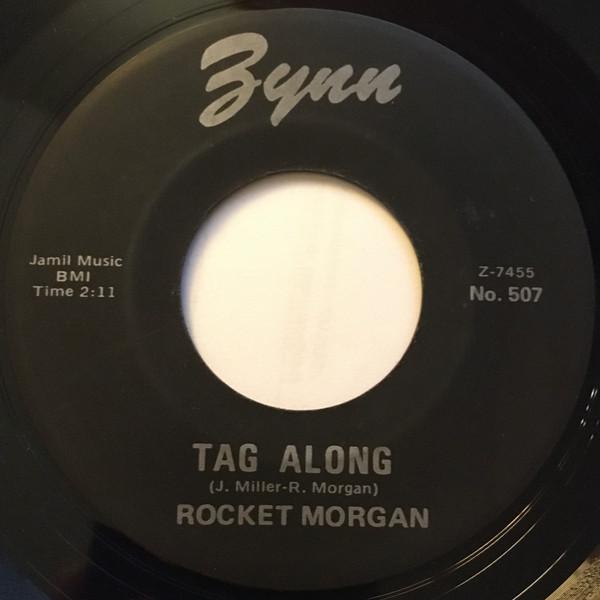 Zynn
Jamil Music
BMI
Time 2:11
Z-7455
No. 507
TAG ALONG
(J. Miller-R. Morgan)
ROCKET MORGAN